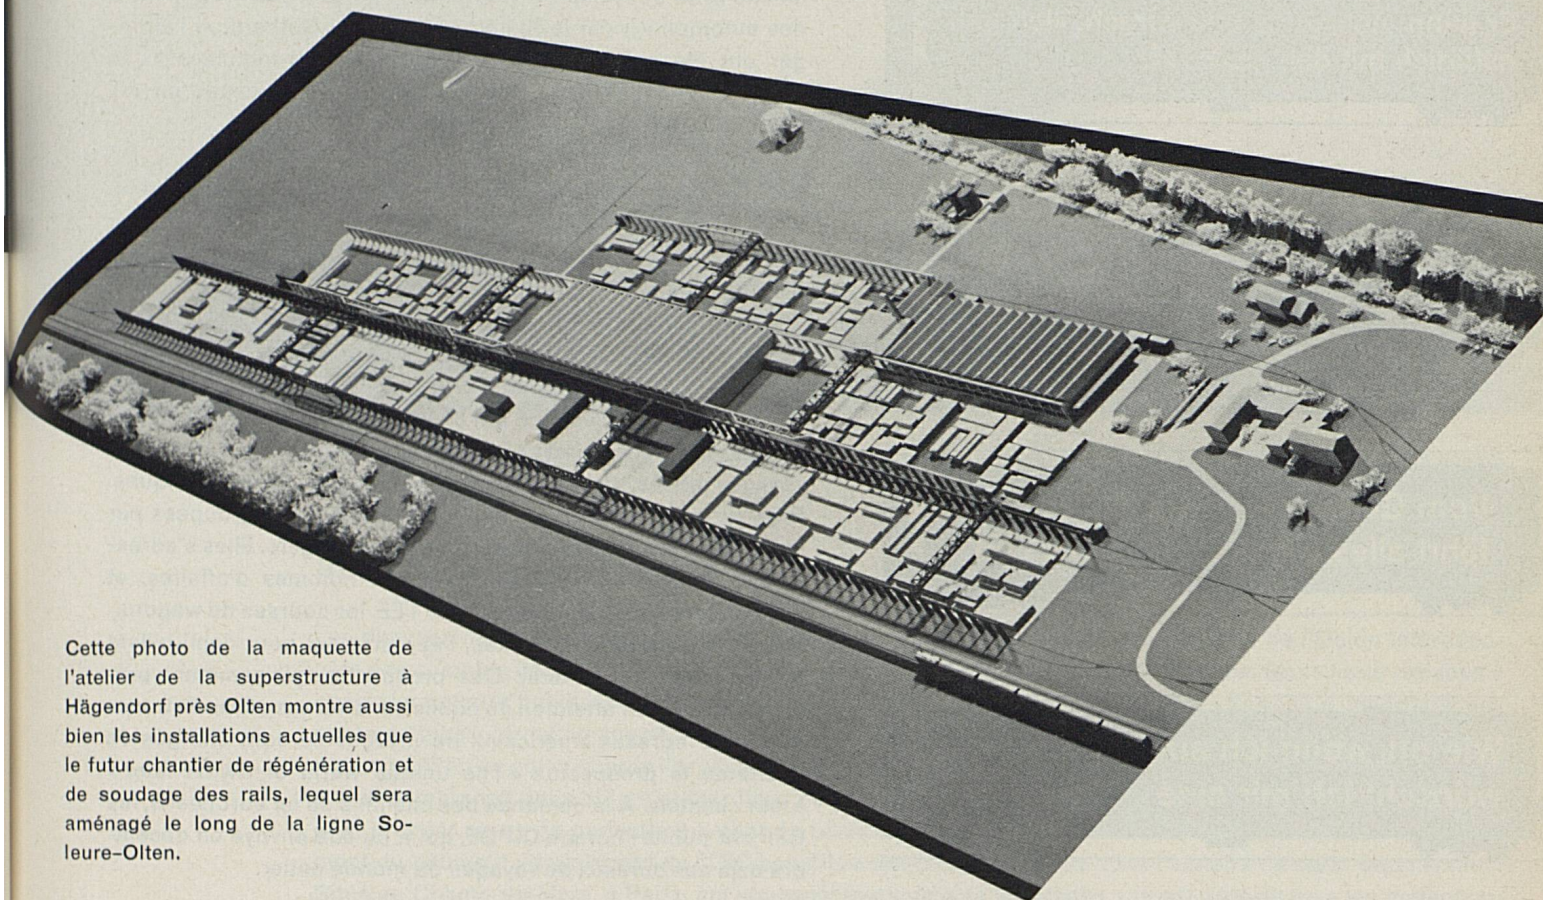 Cette photo de la maquette de
l'atelier de la superstructure à
Hägendorf près Olten montre aussi
bien les installations actuelles que
le futur chantier de régénération et
de soudage des rails, lequel sera
aménagé le long de la ligne So-
leure–Olten.